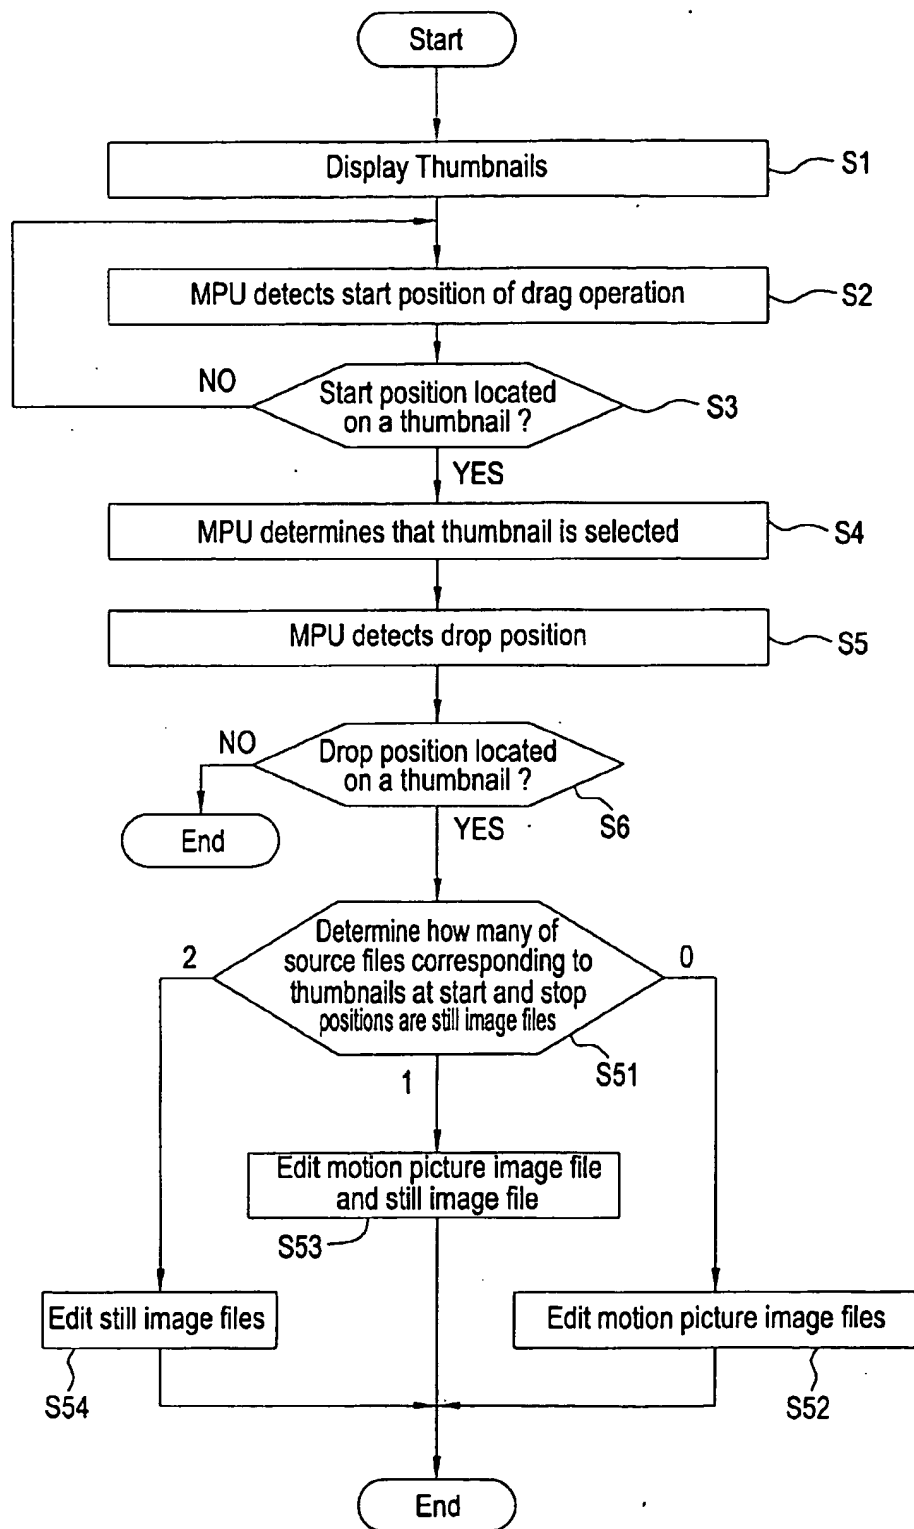 Start
Display Thumbnails
S1
MPU detects start position of drag operation
S2
NO
Start position located
on a thumbnail ?
S3
YES
MPU determines that thumbnail is selected
S4
MPU detects drop position
S5
NO
Drop position located
on a thumbnail ?
S6
End
YES
2
Determine how many of
source files corresponding to
thumbnails at start and stop
positions are still image files
0
S51
1
Edit motion picture image file
and still image file
S53
Edit still image files
S54
Edit motion picture image files
S52
End